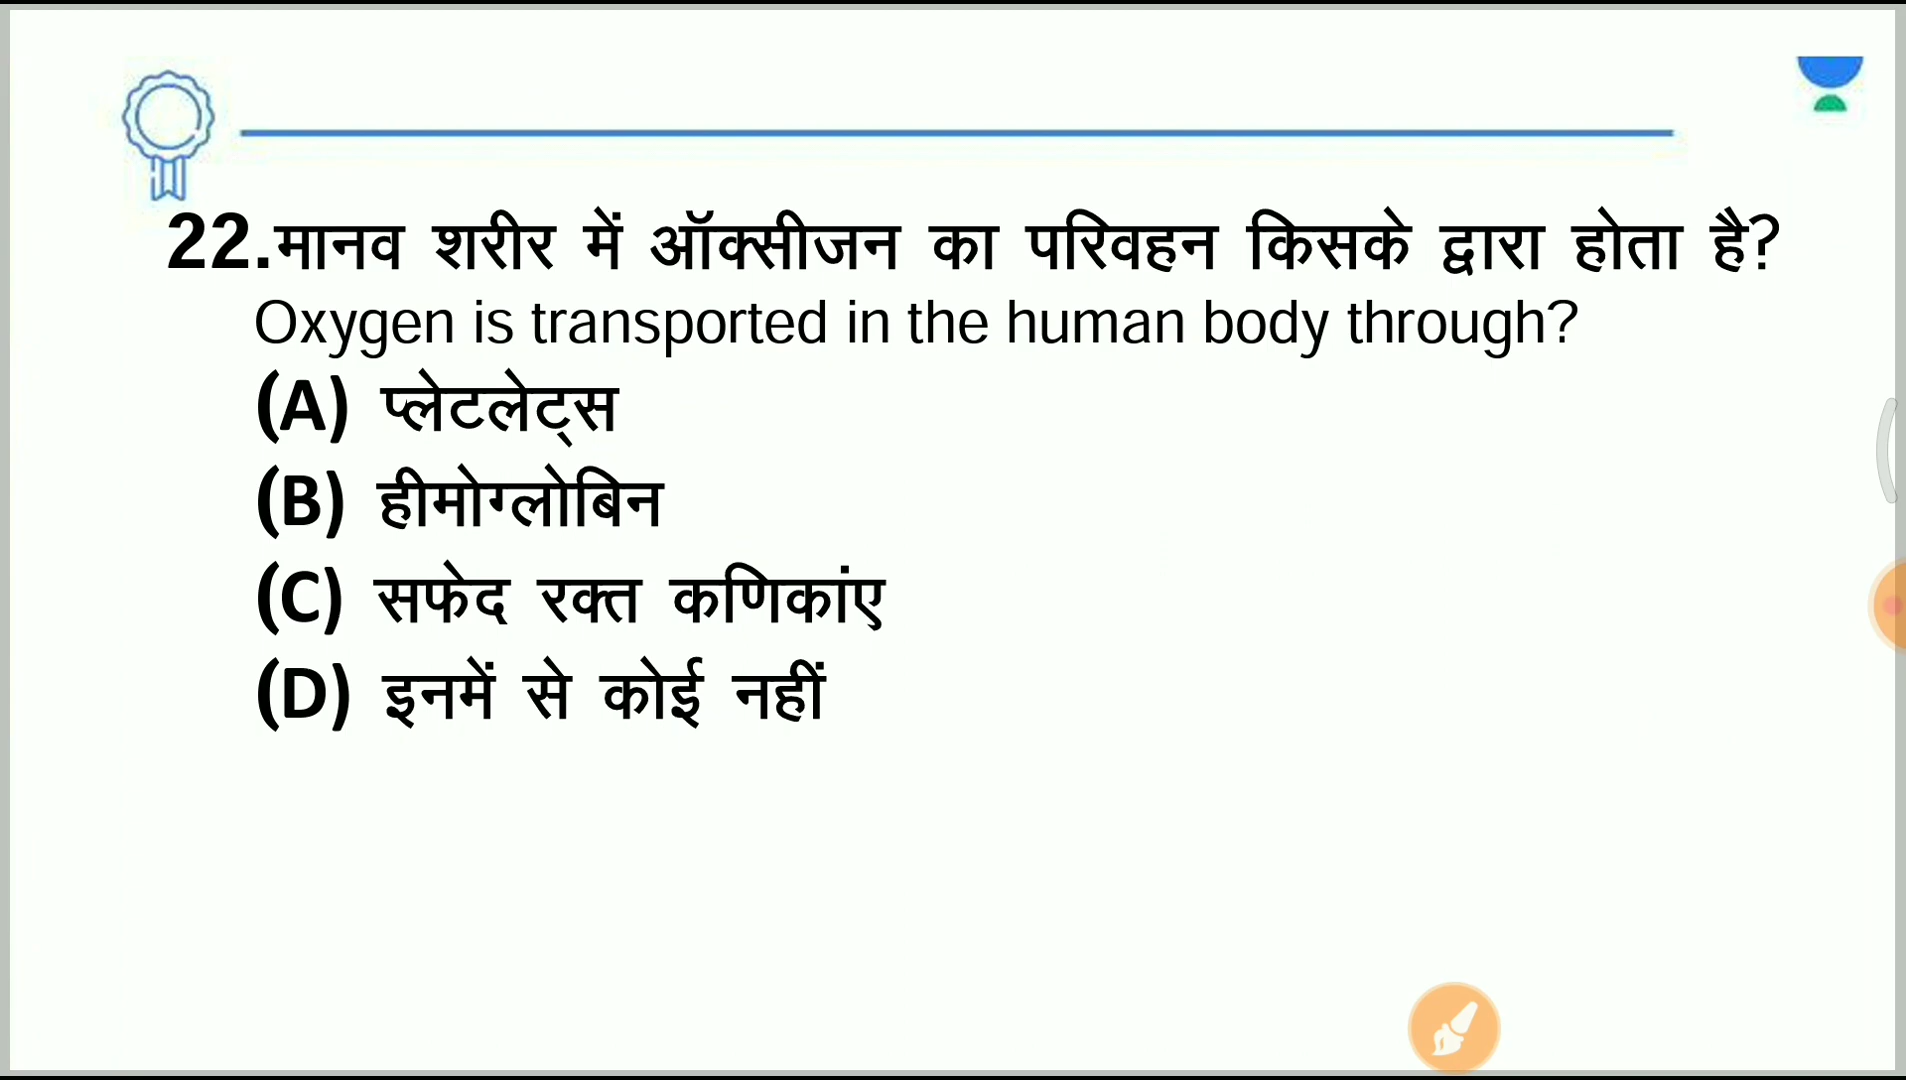 22.मानव शरीर में ऑक्सीजन का परिवहन किसके द्वारा होता है?
Oxygen is transported in the human body through?
(A) प्लेटलेट्स
(B) हीमोग्लोबिन
(C) सफेद रक्त कणिकांए
(D) इनमें से कोई नहीं